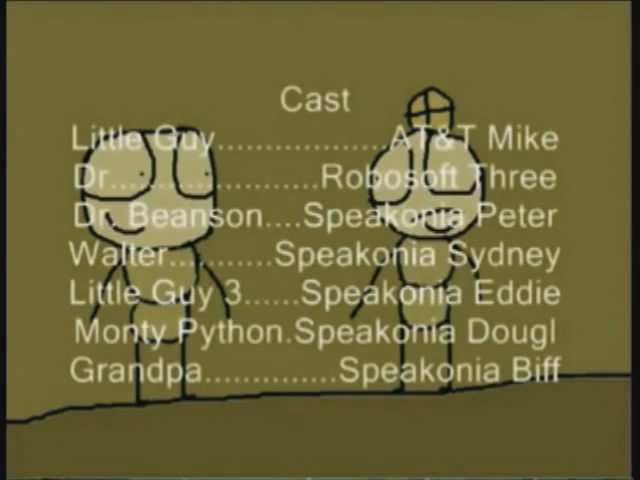 Cast
Little Guy.................AT&T Mike
Dr.....................Robosoft Three
Dr. Beanson....Speakonia Peter
Walter...........Speakonia Sydney
Little Guy 3......Speakonia Eddie
Monty Python.Speakonia Dougl
Grandpa..............Speakonia Biff